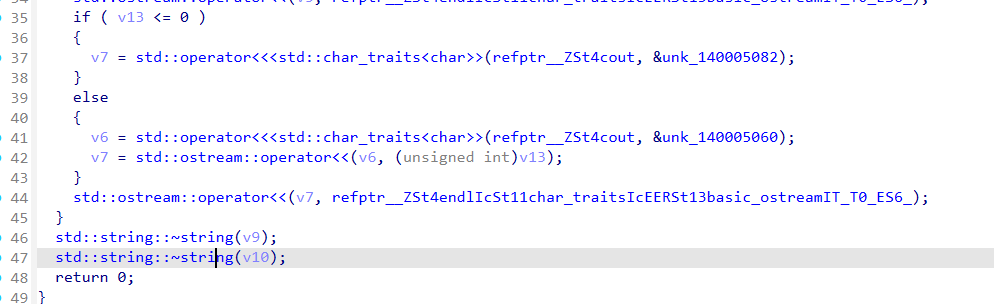 35 if ( v13 <= 0 )
36 {
37 v7 = std::operator<<<std::char_traits<char>>(refptr__ZSt4cout, &unk_140005082);
38 }
39 else
40 {
41 v6 = std::operator<<<std::char_traits<char>>(refptr__ZSt4cout, &unk_140005060);
42 v7 = std::ostream::operator<<(v6, (unsigned int)v13);
43 }
44 std::ostream::operator<<(v7, refptr__ZSt4endlIcSt11char_traitsIcEERSt13basic_ostreamIT_T0_ES6_);
45 }
46 std::string::~string(v9);
47 std::string::~string(v10);
48 return 0;
49 }